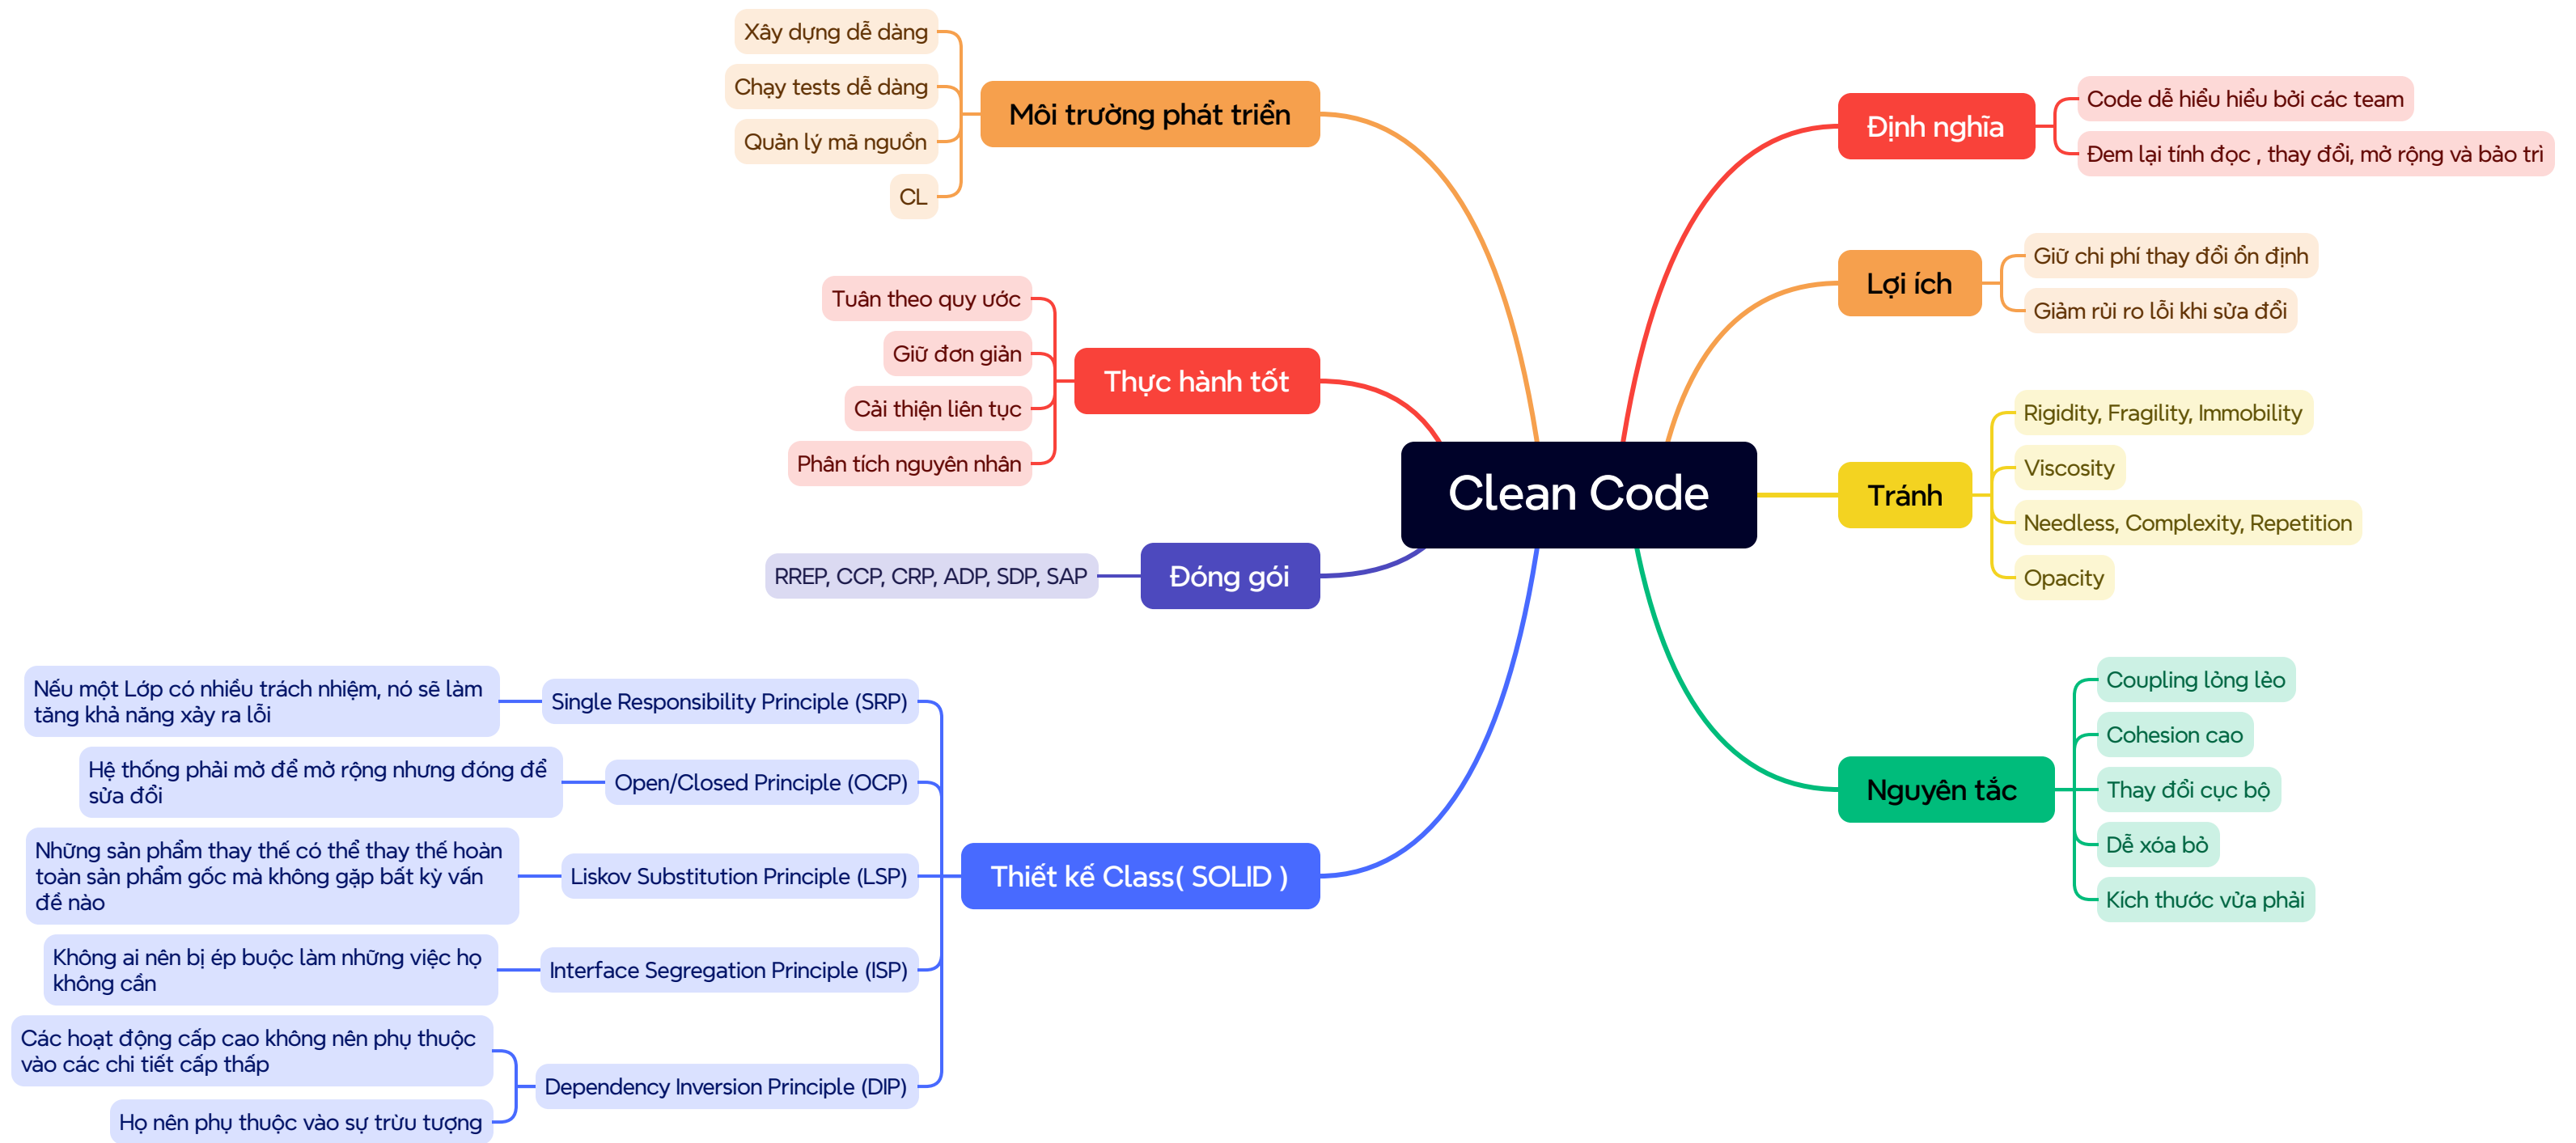 Clean Code
Định nghĩa
Code dễ hiểu hiểu bởi các team
Đem lại tính đọc , thay đổi, mở rộng và bảo trì
Lợi ích
Giữ chi phí thay đổi ổn định
Giảm rủi ro lỗi khi sửa đổi
Tránh
Rigidity, Fragility, Immobility
Viscosity
Needless, Complexity, Repetition
Opacity
Nguyên tắc
Coupling lỏng lẻo
Cohesion cao
Thay đổi cục bộ
Dễ xóa bỏ
Kích thước vừa phải
Môi trường phát triển
Xây dựng dễ dàng
Chạy tests dễ dàng
Quản lý mã nguồn
CL
Thực hành tốt
Tuân theo quy ước
Giữ đơn giản
Cải thiện liên tục
Phân tích nguyên nhân
Đóng gói
RREP, CCP, CRP, ADP, SDP, SAP
Thiết kế Class( SOLID )
Single Responsibility Principle (SRP)
Nếu một Lớp có nhiều trách nhiệm, nó sẽ làm
tăng khả năng xảy ra lỗi
Open/Closed Principle (OCP)
Hệ thống phải mở để mở rộng nhưng đóng để
sửa đổi
Liskov Substitution Principle (LSP)
Những sản phẩm thay thế có thể thay thế hoàn
toàn sản phẩm gốc mà không gặp bất kỳ vấn
đề nào
Interface Segregation Principle (ISP)
Không ai nên bị ép buộc làm những việc họ
không cần
Dependency Inversion Principle (DIP)
Các hoạt động cấp cao không nên phụ thuộc
vào các chi tiết cấp thấp
Họ nên phụ thuộc vào sự trừu tượng